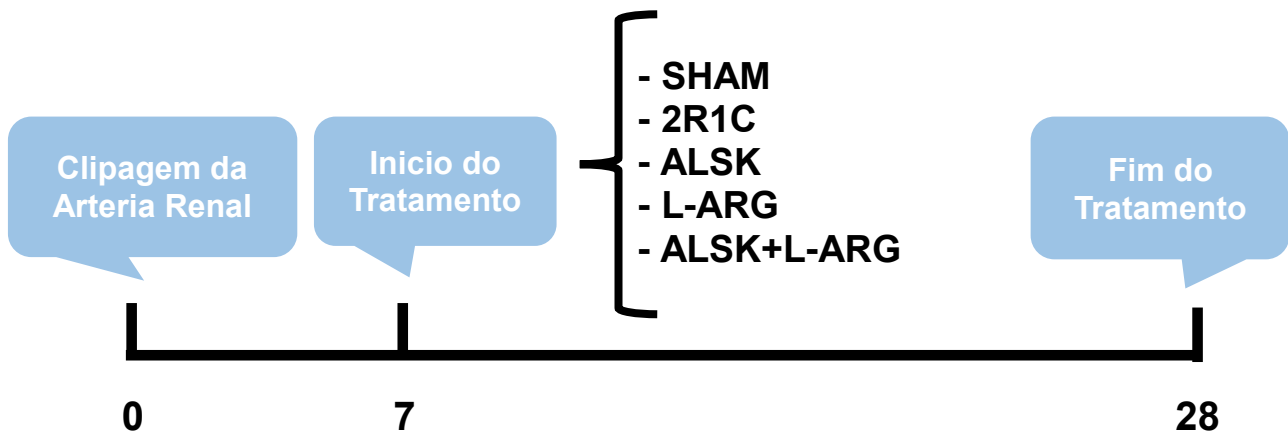 Clipagem da
Arteria Renal
Inicio do
Tratamento
- SHAM
- 2R1C
- ALSK
- L-ARG
- ALSK+L-ARG
Fim do
Tratamento
0
7
28